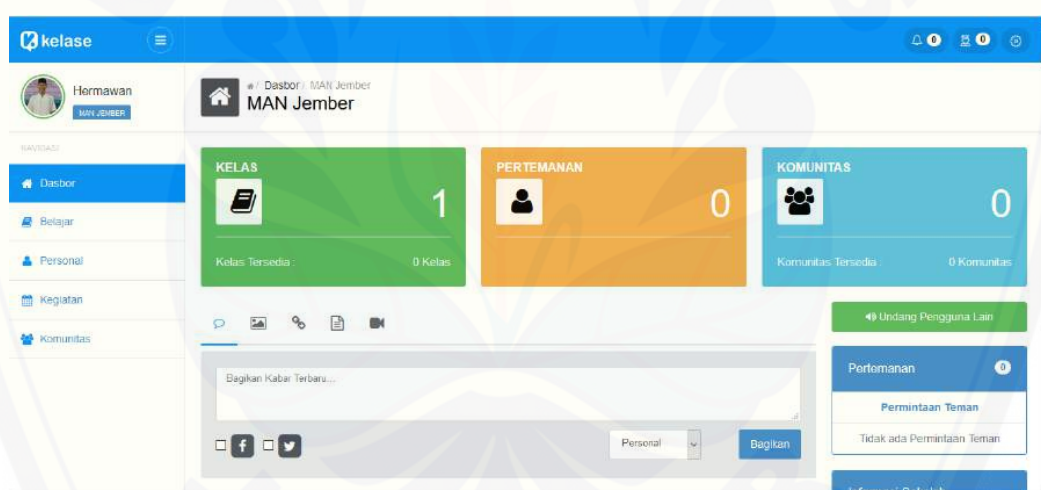 kelase
0 0
Hermawan
MAN JEMBER
Dasbor / MAN Jember
MAN Jember
NAVIGASI
Dasbor
Belajar
Personal
Kegiatan
Komunitas
KELAS
1
Kelas Tersedia : 0 Kelas
PERTEMANAN
0
KOMUNITAS
0
Komunitas Tersedia : 0 Komunitas
Bagikan Kabar Terbaru...
Personal
Bagikan
Undang Pengguna Lain
Pertemanan 0
Permintaan Teman
Tidak ada Permintaan Teman